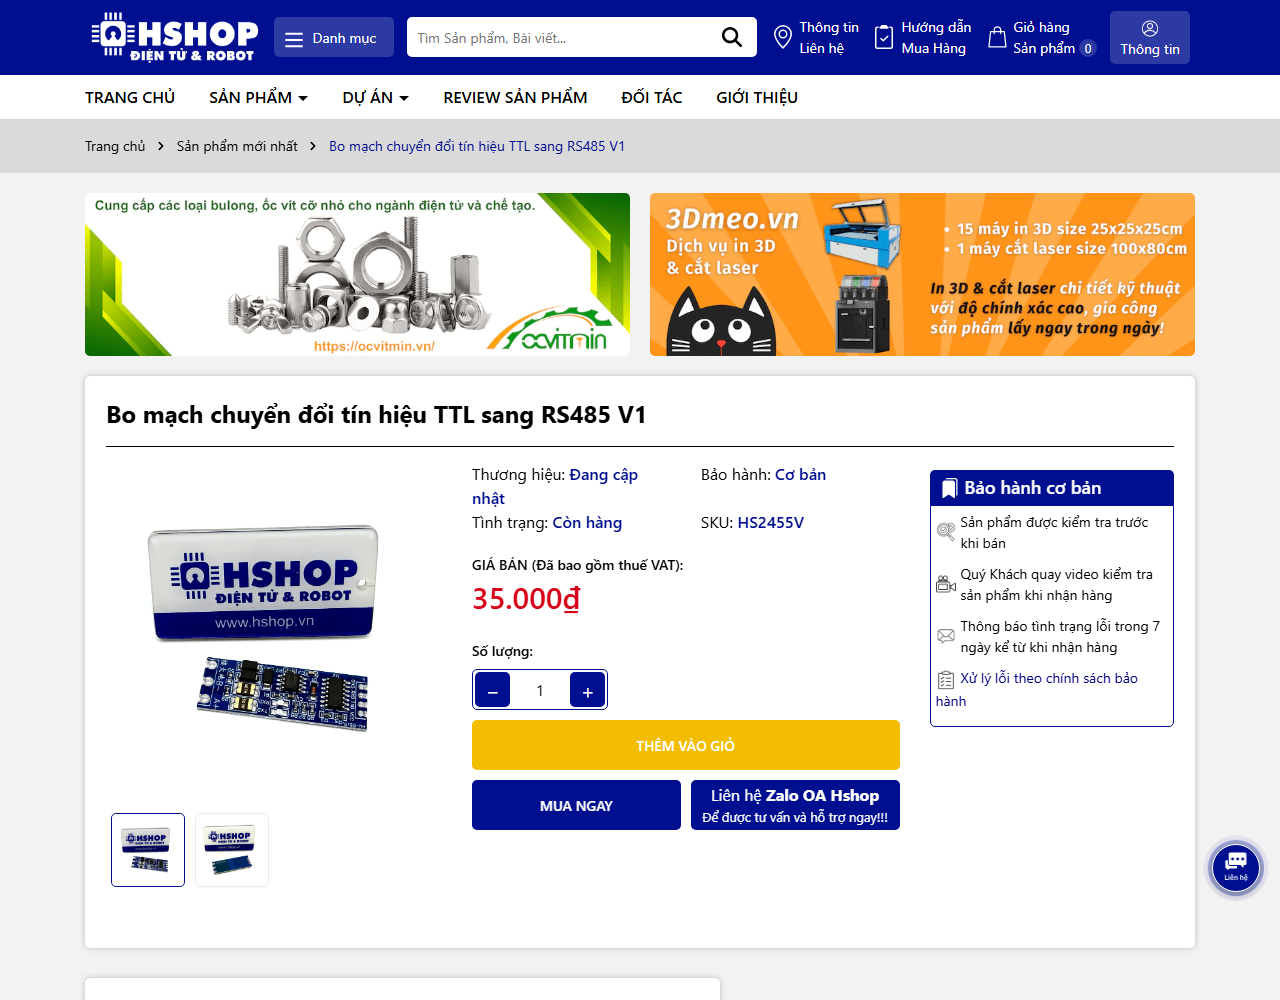 HSHOP
ĐIỆN TỬ & ROBOT
Danh mục
Tìm Sản phẩm, Bài viết...
Thông tin
Liên hệ
Hướng dẫn
Mua Hàng
Giỏ hàng
Sản phẩm 0
Thông tin
TRANG CHỦ
SẢN PHẨM
DỰ ÁN
REVIEW SẢN PHẨM
ĐỐI TÁC
GIỚI THIỆU
Trang chủ
Sản phẩm mới nhất
Bo mạch chuyển đổi tín hiệu TTL sang RS485 V1
Cung cấp các loại bulong, ốc vít cỡ nhỏ cho ngành điện tử và chế tạo.
https://ocvitmin.vn/
ocvitmin
3Dmeo.vn
Dịch vụ in 3D
& cắt laser
• 15 máy in 3D size 25x25x25cm
• 1 máy cắt laser size 100x80cm
In 3D & cắt laser chi tiết kỹ thuật
với độ chính xác cao, gia công
sản phẩm lấy ngay trong ngày!
Bo mạch chuyển đổi tín hiệu TTL sang RS485 V1
HSHOP
ĐIỆN TỬ & ROBOT
www.hshop.vn
Thương hiệu: Đang cập
nhật
Bảo hành: Cơ bản
Tình trạng: Còn hàng
SKU: HS2455V
GIÁ BÁN (Đã bao gồm thuế VAT):
35.000₫
Số lượng:
– 1 +
THÊM VÀO GIỎ
MUA NGAY
Liên hệ Zalo OA Hshop
Để được tư vấn và hỗ trợ ngay!!!
Bảo hành cơ bản
Sản phẩm được kiểm tra trước
khi bán
Quý Khách quay video kiểm tra
sản phẩm khi nhận hàng
Thông báo tình trạng lỗi trong 7
ngày kể từ khi nhận hàng
Xử lý lỗi theo chính sách bảo
hành
HSHOP
HSHOP
Liên hệ